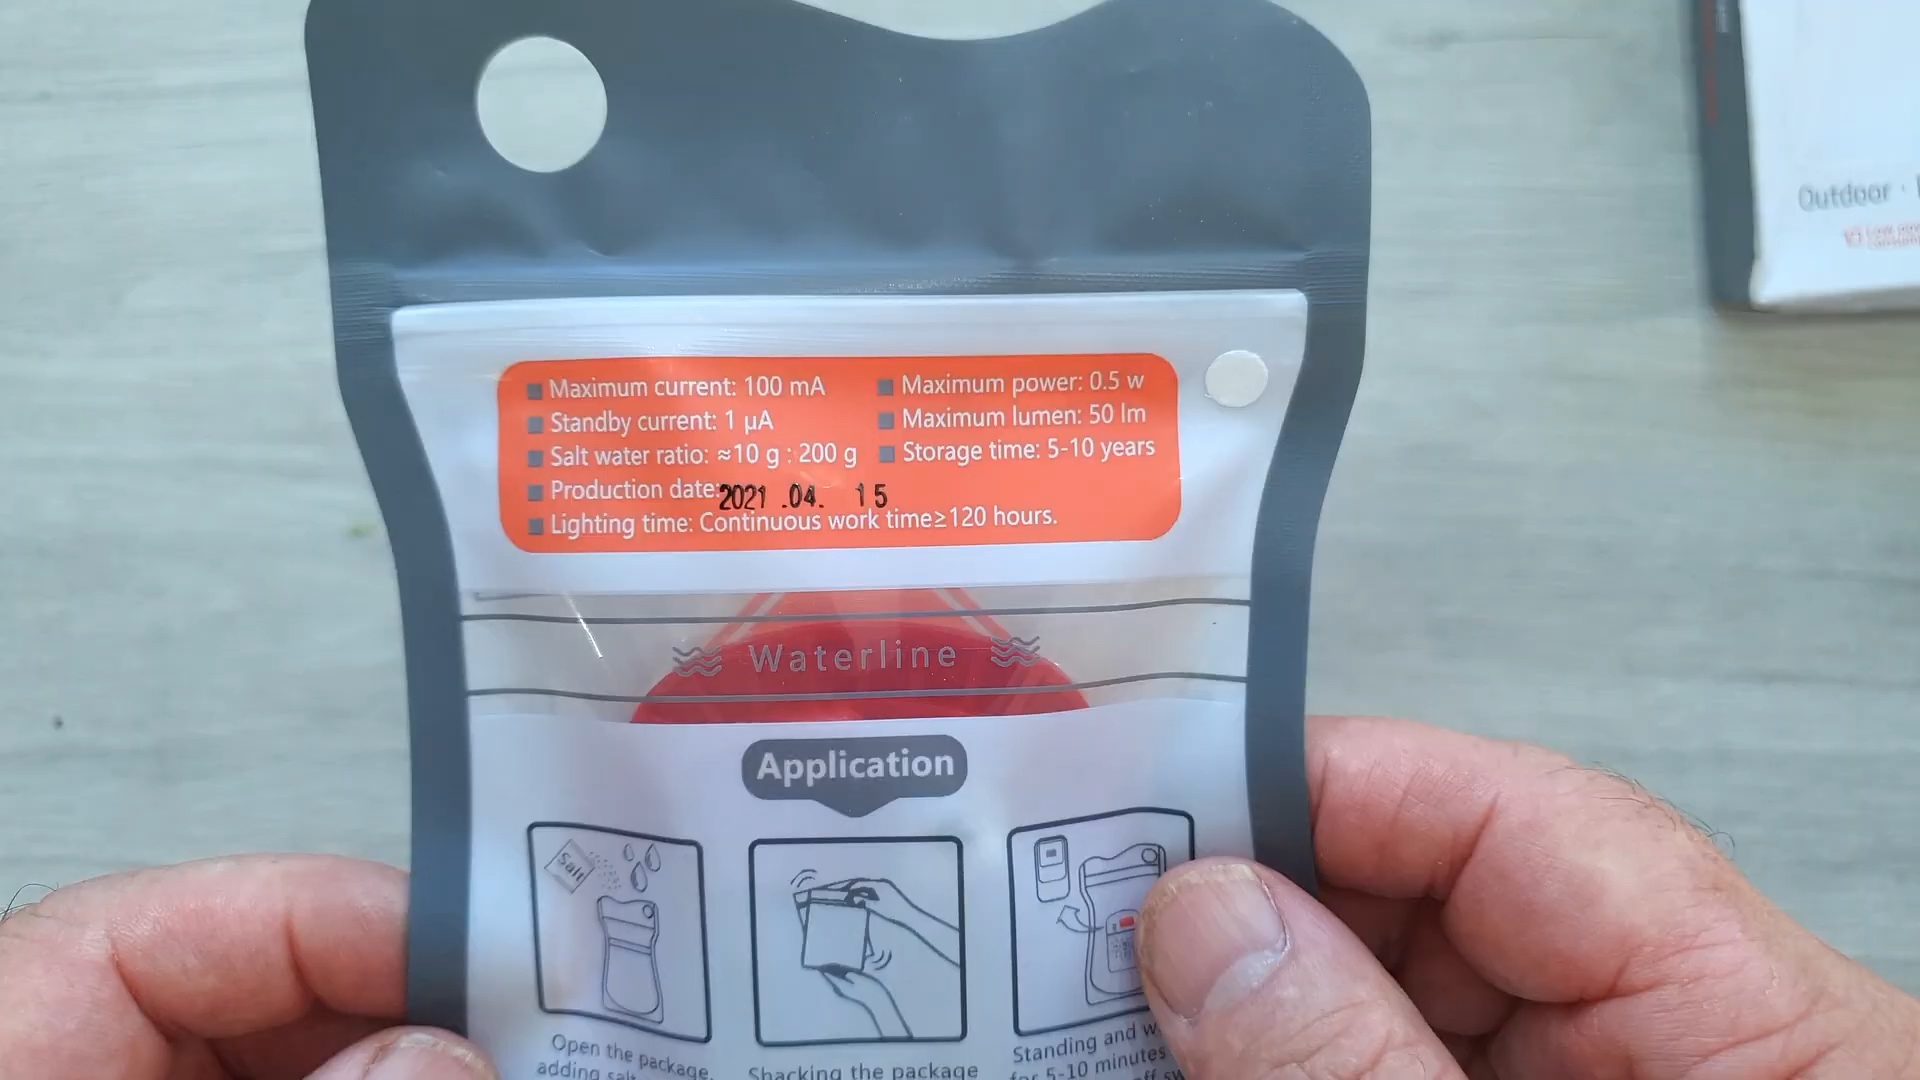 Outdoor ·
Maximum current: 100 mA
Maximum power: 0.5 w
Standby current: 1 µA
Maximum lumen: 50 lm
Salt water ratio: ≈10 g : 200 g
Storage time: 5-10 years
Production date: 2021 .04. 15
Lighting time: Continuous work time≥120 hours.
Waterline
Application
Salt
Open the package,
adding salt
Shacking the package
Standing and
for 5-10 minutes